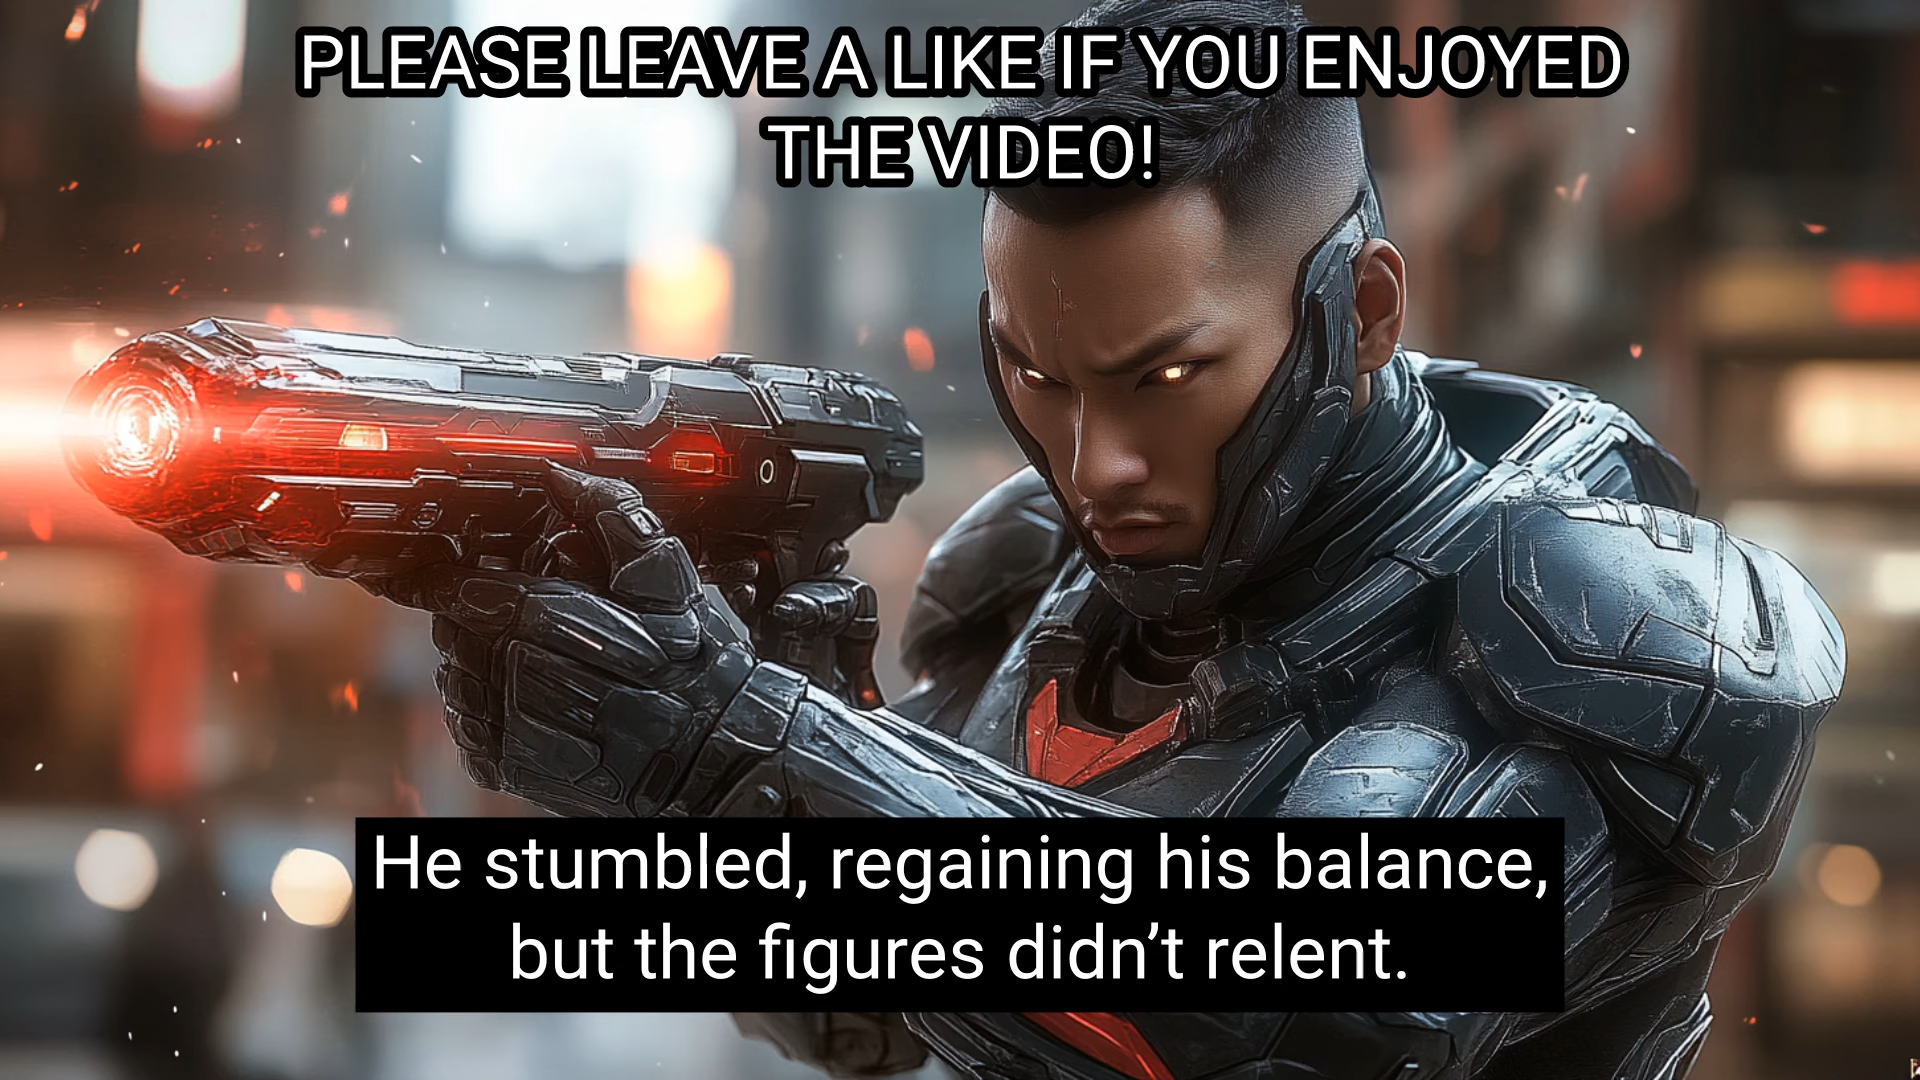 PLEASE LEAVE A LIKE IF YOU ENJOYED
THE VIDEO!
He stumbled, regaining his balance,
but the figures didn’t relent.